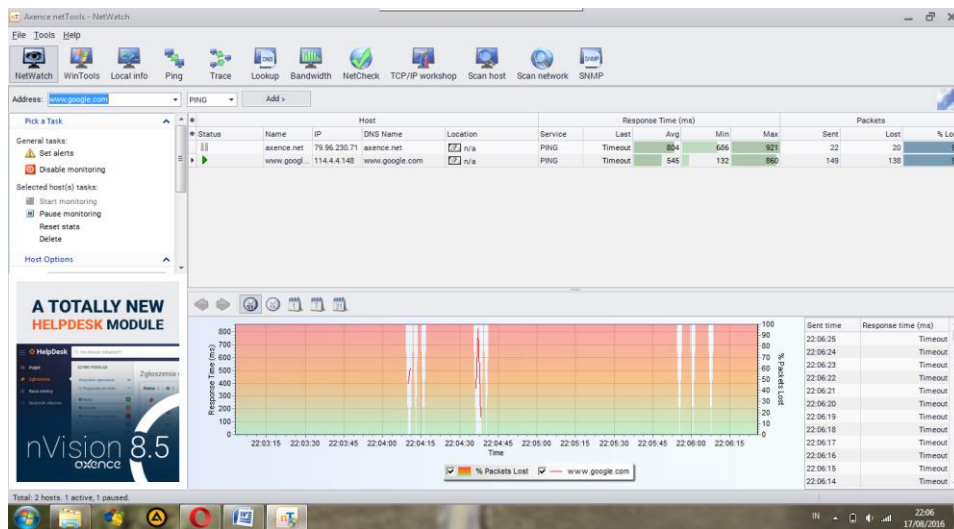 Axence netTools - NetWatch
File Tools Help
NetWatch WinTools Local info Ping Trace Lookup Bandwidth NetCheck TCP/IP workshop Scan host Scan network SNMP
Address: www.google.com PING Add »
Pick a Task
General tasks:
Set alerts
Disable monitoring
Selected host(s) tasks:
Start monitoring
Pause monitoring
Reset stats
Delete
Host Options
Host Response Time (ms) Packets
Status Name IP DNS Name Location Service Last Avg Min Max Sent Lost % Lo
axence.net 79.96.230.71 axence.net n/a PING Timeout 804 686 921 22 20
www.googl... 114.4.4.148 www.google.com n/a PING Timeout 545 132 860 149 138
A TOTALLY NEW
HELPDESK MODULE
HelpDesk
Zgłoszenia
nVision 8.5
axence
Response Time (ms)
800
700
600
500
400
300
200
100
0
100
90
80
70
60
50
40
30
20
10
0
% Packets Lost
22:03:15 22:03:30 22:03:45 22:04:00 22:04:15 22:04:30 22:04:45 22:05:00 22:05:15 22:05:30 22:05:45 22:06:00 22:06:15
Time
% Packets Lost www.google.com
Sent time Response time (ms)
22:06:25 Timeout
22:06:24 Timeout
22:06:23 Timeout
22:06:22 Timeout
22:06:21 Timeout
22:06:20 Timeout
22:06:19 Timeout
22:06:18 Timeout
22:06:17 Timeout
22:06:16 Timeout
22:06:15 Timeout
22:06:14 Timeout
Total: 2 hosts. 1 active, 1 paused.
IN
22:06
17/08/2016